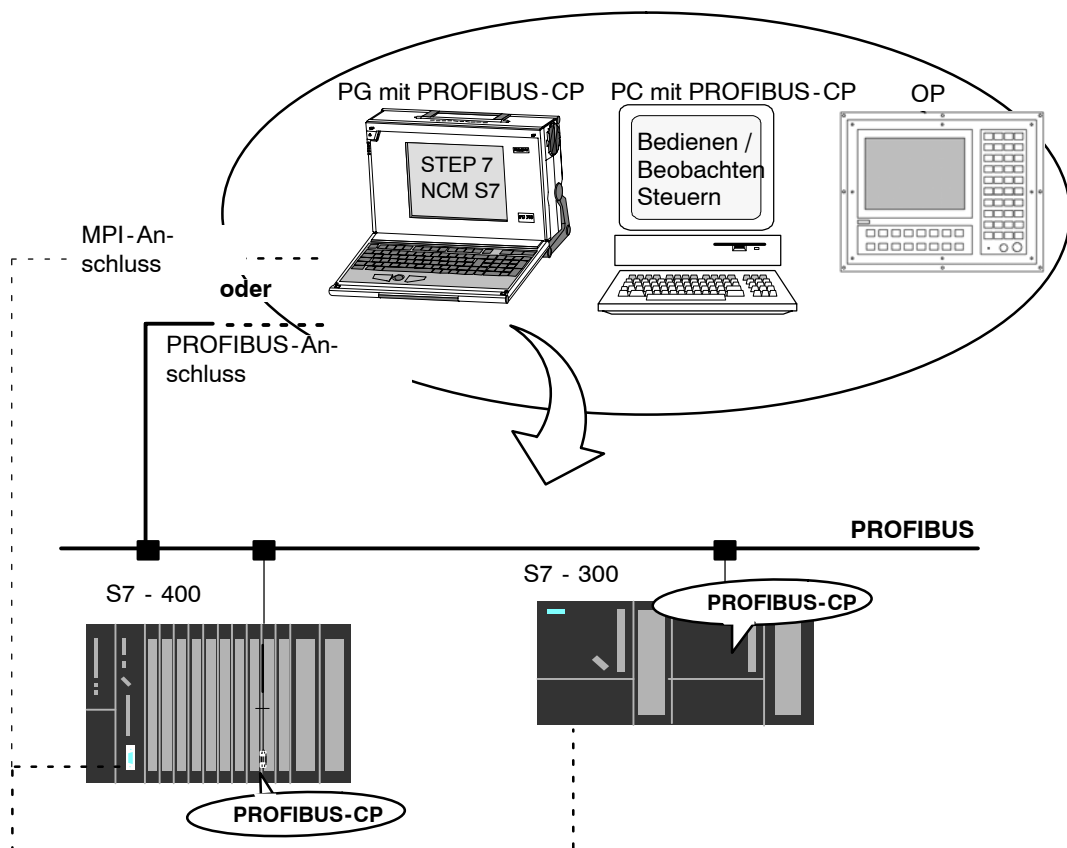 PG mit PROFIBUS-CP
PC mit PROFIBUS-CP
OP
STEP 7
NCM S7
Bedienen /
Beobachten
Steuern
MPI-An-
schluss
oder
PROFIBUS-An-
schluss
PROFIBUS
S7 - 400
S7 - 300
PROFIBUS-CP
PROFIBUS-CP